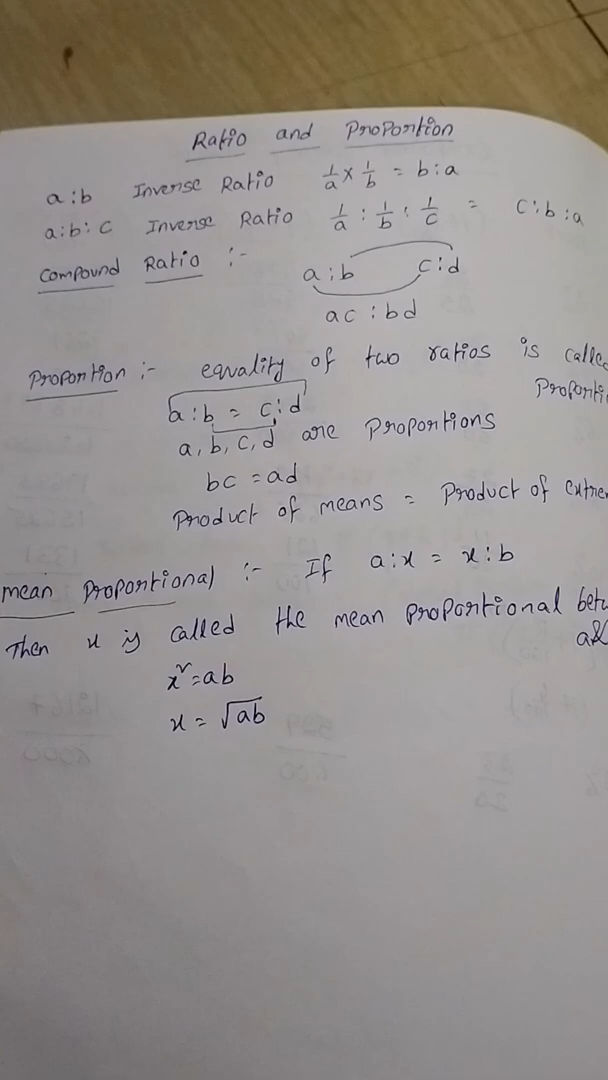 Ratio and Proportion
a:b Inverse Ratio 1/a × 1/b = b:a
a:b:c Inverse Ratio 1/a : 1/b : 1/c = c:b:a
Compound Ratio :-
a:b c:d
ac : bd
Proportion :- equality of two ratios is calle
Proporti
a:b = c:d
a, b, c, d are Proportions
bc = ad
Product of means = Product of extre
mean Proportional :- If a:x = x:b
Then x is called the mean proportional betw
a&
x² = ab
x = √ab